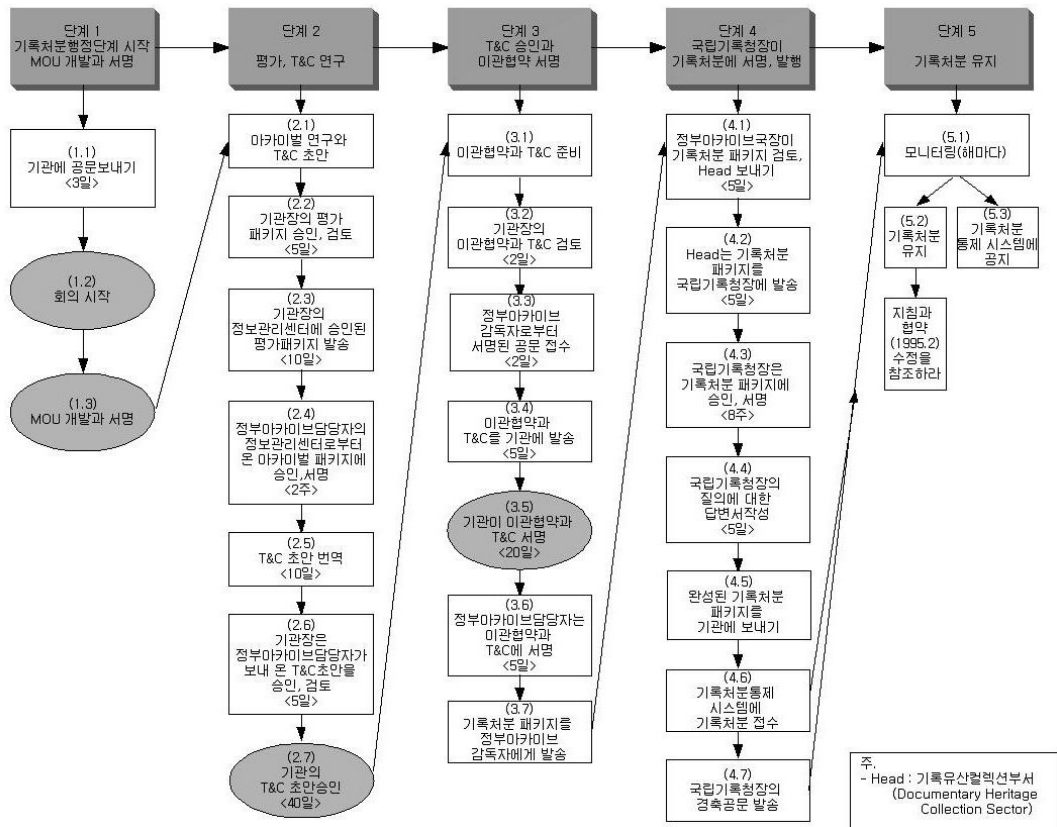 단계 1
기록처분행정단계 시작
MOU 개발과 서명
(1.1)
기관에 공문보내기
<3일>
(1.2)
회의 시작
(1.3)
MOU 개발과 서명
단계 2
평가, T&C 연구
(2.1)
아카이벌 연구와
T&C 초안
(2.2)
기관장의 평가
패키지 승인, 검토
<5일>
(2.3)
기관장의
정보관리센터에 승인된
평가패키지 발송
<10일>
(2.4)
정부아카이브담당자의
정보관리센터로부터
온 아카이벌 패키지에
승인,서명
<2주>
(2.5)
T&C 초안 번역
<10일>
(2.6)
기관장은
정부아카이브담당자가
보내 온 T&C초안을
승인, 검토
<5일>
(2.7)
기관의
T&C 초안승인
<40일>
단계 3
T&C 승인과
이관협약 서명
(3.1)
이관협약과 T&C 준비
(3.2)
기관장의
이관협약과 T&C 검토
<2일>
(3.3)
정부아카이브
감독자로부터
서명된 공문 접수
<2일>
(3.4)
이관협약과
T&C를 기관에 발송
<5일>
(3.5)
기관이 이관협약과
T&C 서명
<20일>
(3.6)
정부아카이브담당자는
이관협약과
T&C에 서명
<5일>
(3.7)
기록처분 패키지를
정부아카이브
감독자에게 발송
단계 4
국립기록청장이
기록처분에 서명, 발행
(4.1)
정부아카이브국장이
기록처분 패키지 검토,
Head 보내기
<5일>
(4.2)
Head는 기록처분
패키지를
국립기록청장에 발송
<5일>
(4.3)
국립기록청장은
기록처분 패키지에
승인, 서명
<8주>
(4.4)
국립기록청장의
질의에 대한
답변서작성
<5일>
(4.5)
완성된 기록처분
패키지를
기관에 보내기
(4.6)
기록처분통제
시스템에
기록처분 접수
(4.7)
국립기록청장의
경축공문 발송
단계 5
기록처분 유지
(5.1)
모니터링(해마다)
(5.2)
기록처분
유지
(5.3)
기록처분
통제 시스템에
공지
지침과
협약
(1995.2)
수정을
참조하라
주.
- Head : 기록유산컬렉션부서
(Documentary Heritage
Collection Sector)